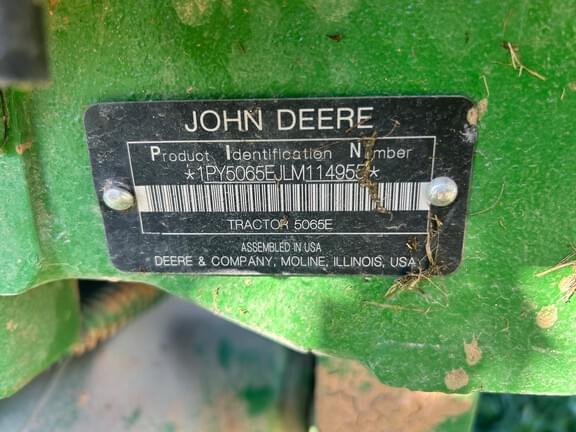 JOHN DEERE
Product Identification Number
*1PY5065EJLM114955*
TRACTOR 5065E
ASSEMBLED IN USA
DEERE & COMPANY, MOLINE, ILLINOIS, USA